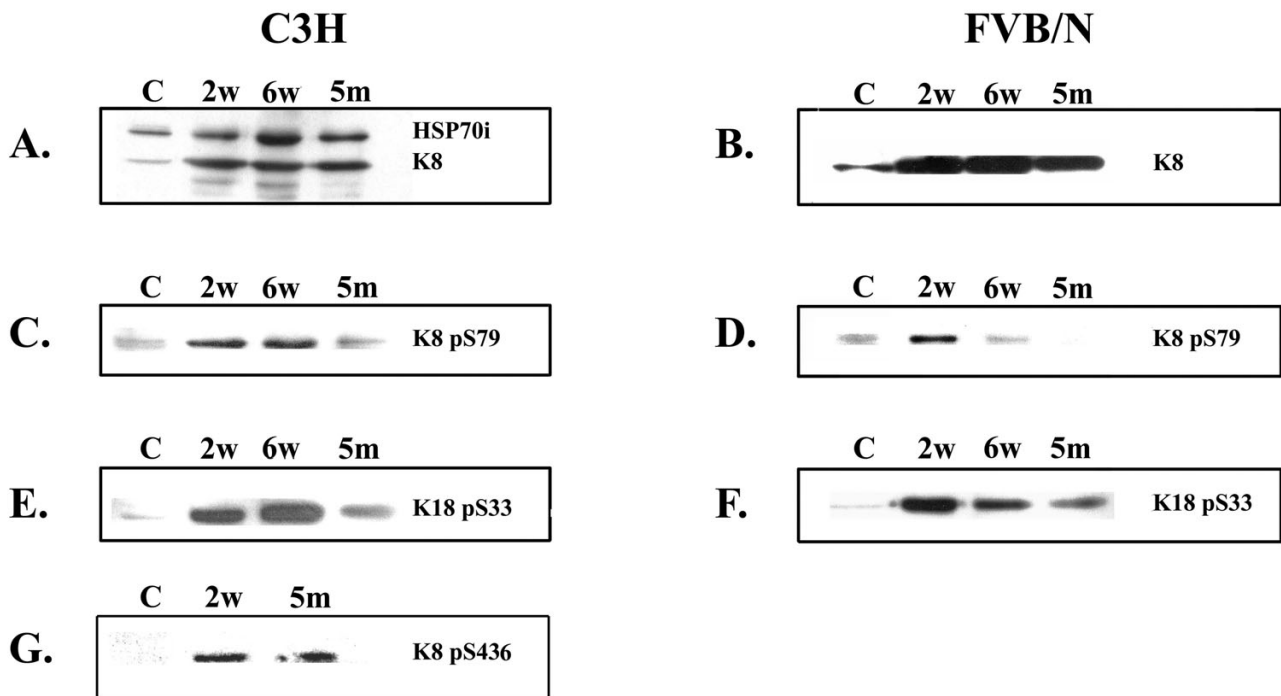 C3H
FVB/N
C 2w 6w 5m
A.
HSP70i
K8
C 2w 6w 5m
B.
K8
C 2w 6w 5m
C.
K8 pS79
C 2w 6w 5m
D.
K8 pS79
C 2w 6w 5m
E.
K18 pS33
C 2w 6w 5m
F.
K18 pS33
C 2w 5m
G.
K8 pS436